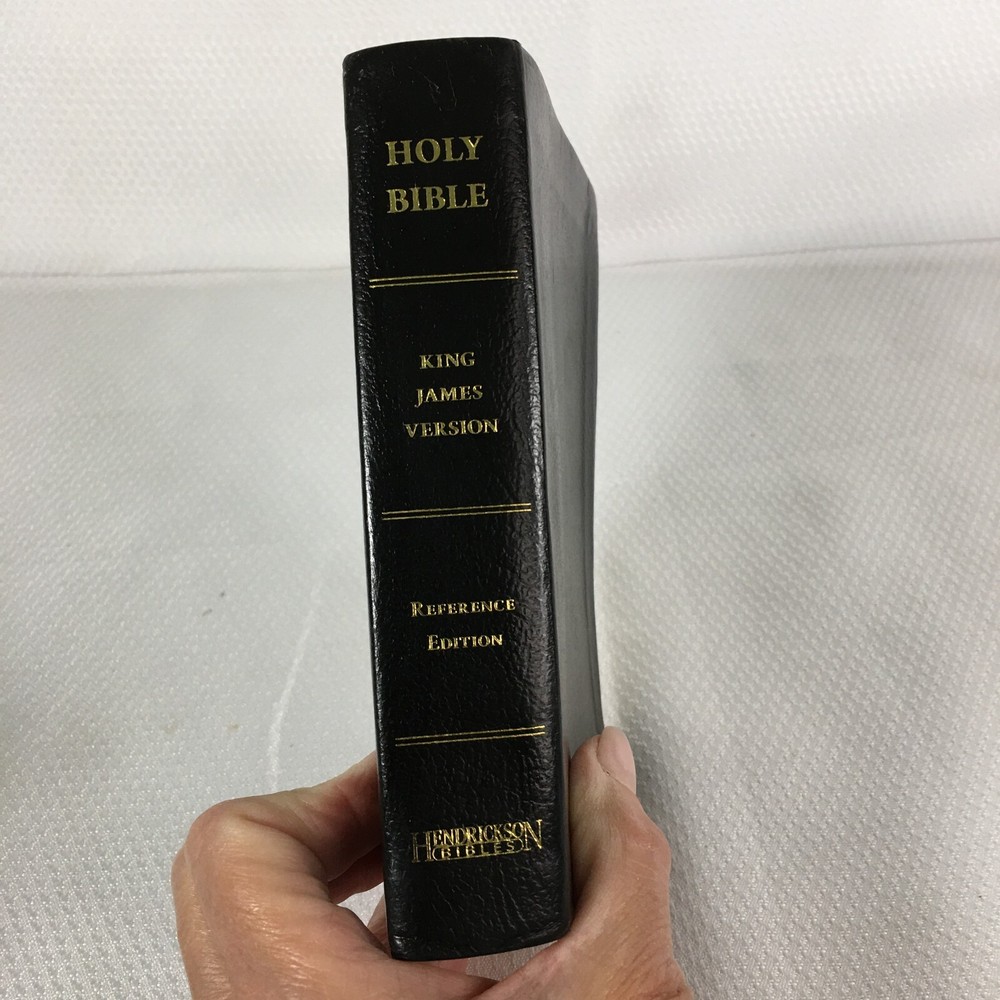 HOLY
BIBLE
KING
JAMES
VERSION
REFERENCE
EDITION
HENDRICKSON
BIBLES